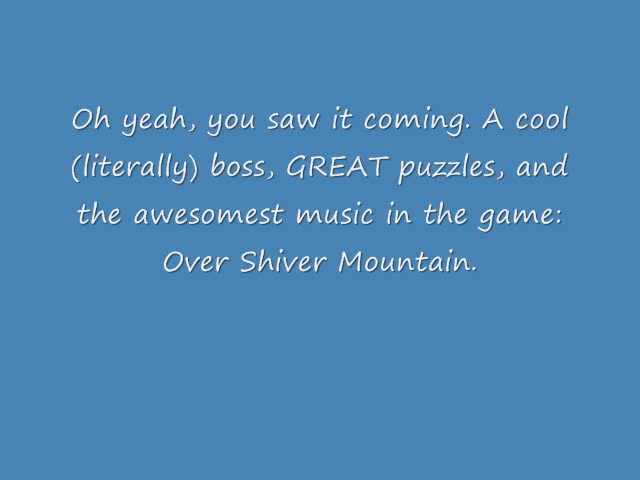 Oh yeah, you saw it coming. A cool
(literally) boss, GREAT puzzles, and
the awesomest music in the game:
Over Shiver Mountain.